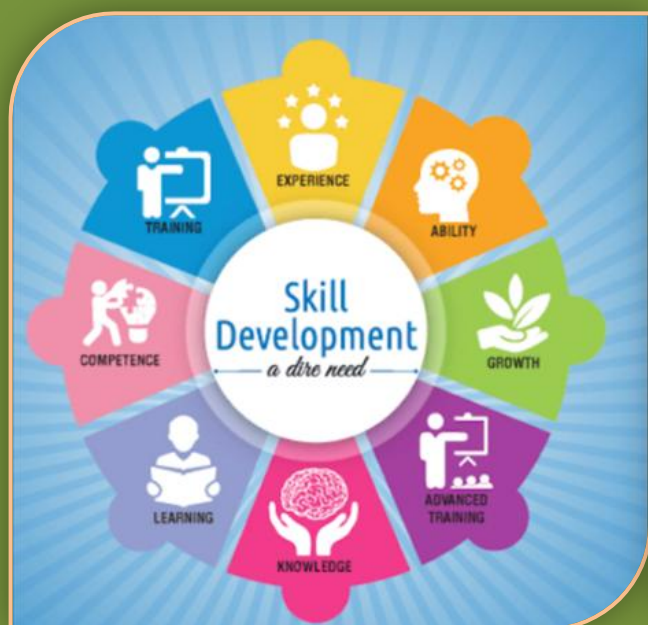 Skill
Development
a dire need
EXPERIENCE
ABILITY
GROWTH
ADVANCED
TRAINING
KNOWLEDGE
LEARNING
COMPETENCE
TRAINING